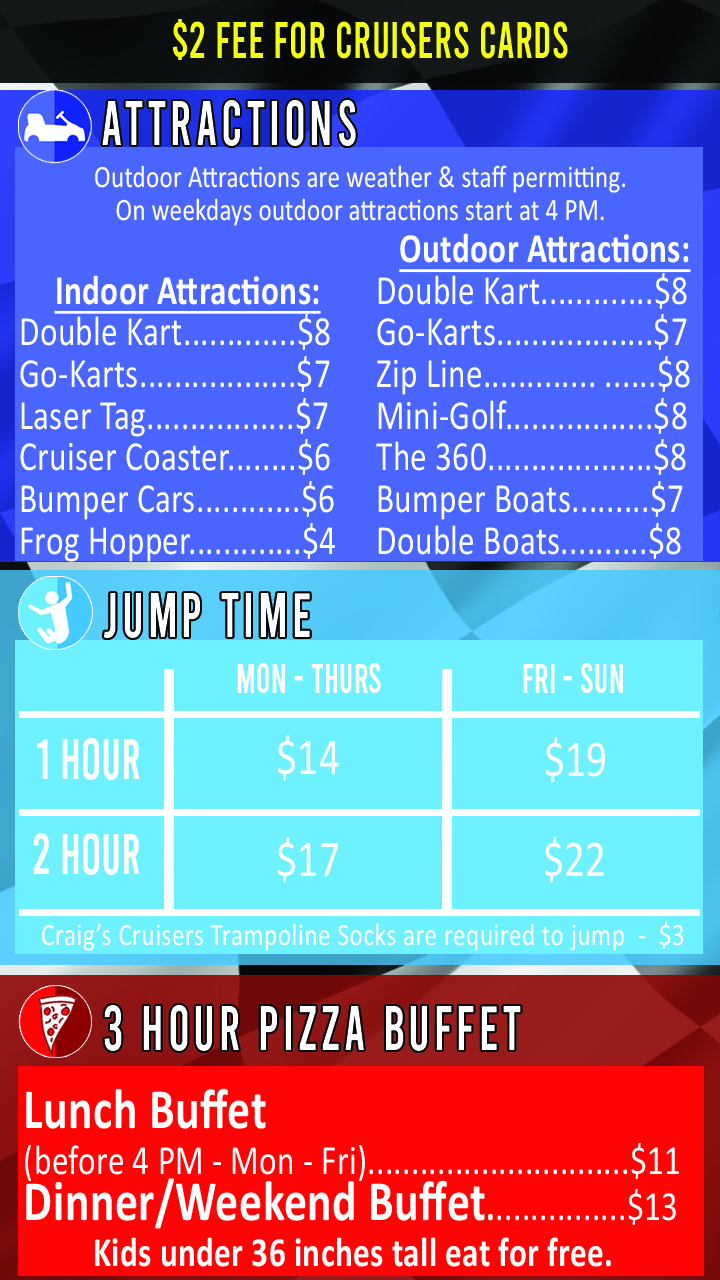 $2 FEE FOR CRUISERS CARDS
ATTRACTIONS
Outdoor Attractions are weather & staff permitting.
On weekdays outdoor attractions start at 4 PM.
Indoor Attractions:
Double Kart.............$8
Go-Karts..................$7
Laser Tag.................$7
Cruiser Coaster........$6
Bumper Cars............$6
Frog Hopper.............$4
Outdoor Attractions:
Double Kart.............$8
Go-Karts..................$7
Zip Line............. ......$8
Mini-Golf.................$8
The 360...................$8
Bumper Boats.........$7
Double Boats..........$8
JUMP TIME
MON - THURS FRI - SUN
1 HOUR $14 $19
2 HOUR $17 $22
Craig's Cruisers Trampoline Socks are required to jump - $3
3 HOUR PIZZA BUFFET
Lunch Buffet
(before 4 PM - Mon - Fri)..............................$11
Dinner/Weekend Buffet................$13
Kids under 36 inches tall eat for free.